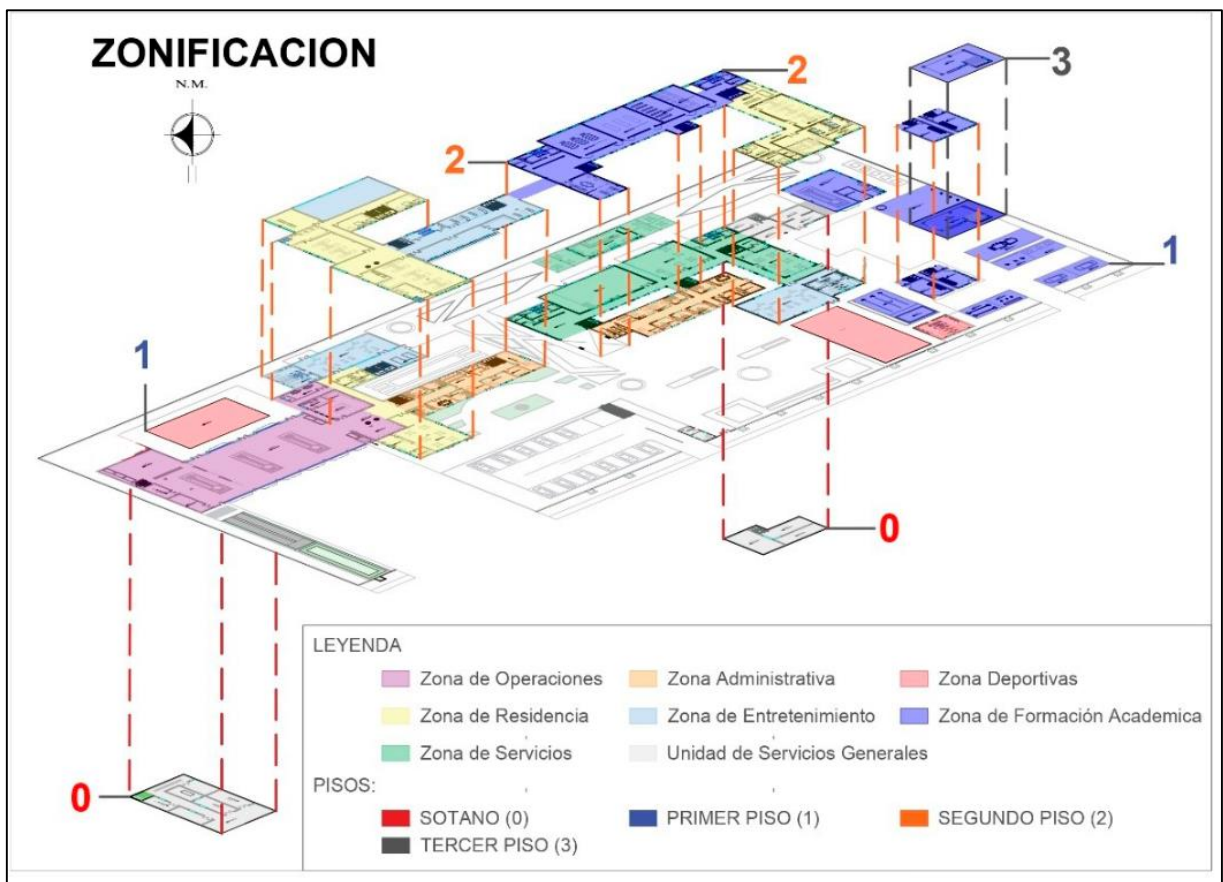 ZONIFICACION
N.M.
2
3
2
1
1
0
LEYENDA
Zona de Operaciones
Zona Administrativa
Zona Deportivas
Zona de Residencia
Zona de Entretenimiento
Zona de Formación Academica
Zona de Servicios
Unidad de Servicios Generales
0
PISOS:
SOTANO (0)
PRIMER PISO (1)
SEGUNDO PISO (2)
TERCER PISO (3)